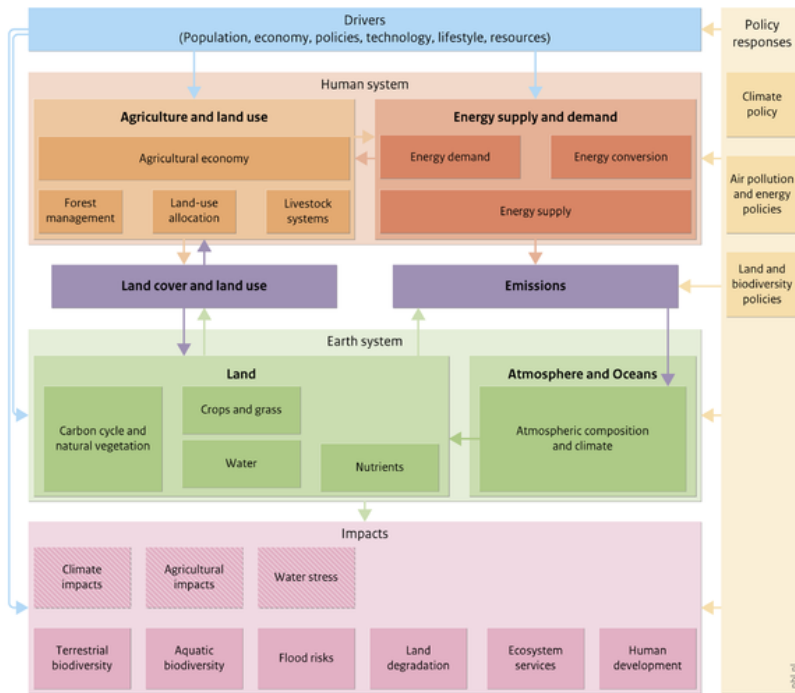 Drivers
(Population, economy, policies, technology, lifestyle, resources)
Policy
responses
Human system
Agriculture and land use
Energy supply and demand
Climate
policy
Agricultural economy
Energy demand
Energy conversion
Air pollution
and energy
policies
Forest
management
Land-use
allocation
Livestock
systems
Energy supply
Land cover and land use
Emissions
Land and
biodiversity
policies
Earth system
Land
Atmosphere and Oceans
Carbon cycle and
natural vegetation
Crops and grass
Water
Nutrients
Atmospheric composition
and climate
Impacts
Climate
impacts
Agricultural
impacts
Water stress
Terrestrial
biodiversity
Aquatic
biodiversity
Flood risks
Land
degradation
Ecosystem
services
Human
development
pbl.nl